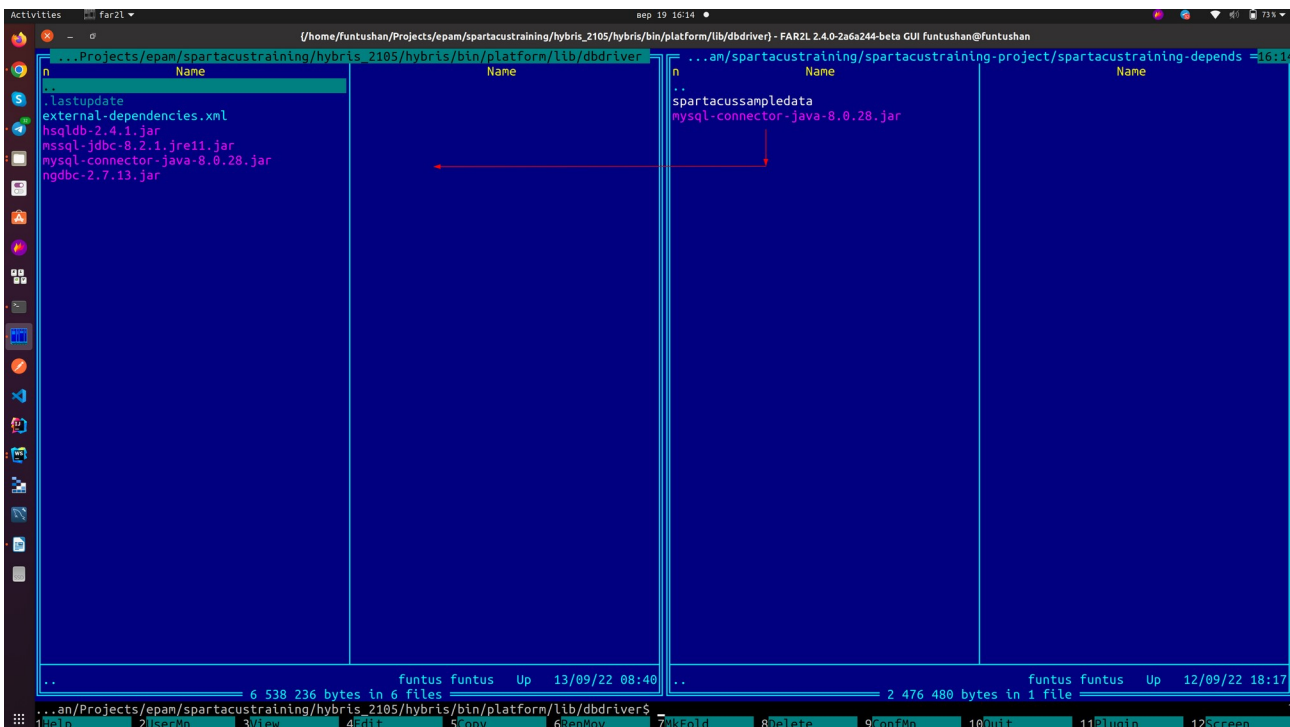 Activities far2l ▾ вер 19 16:14 73%
{/home/funtushan/Projects/epam/spartacustraining/hybris_2105/hybris/bin/platform/lib/dbdriver} - FAR2L 2.4.0-2a6a244-beta GUI funtushan@funtushan
...Projects/epam/spartacustraining/hybris_2105/hybris/bin/platform/lib/dbdriver
n Name Name
..
.lastupdate
external-dependencies.xml
hsqldb-2.4.1.jar
mssql-jdbc-8.2.1.jre11.jar
mysql-connector-java-8.0.28.jar
ngdbc-2.7.13.jar
.. funtus funtus Up 13/09/22 08:40
6 538 236 bytes in 6 files
...am/spartacustraining/spartacustraining-project/spartacustraining-depends 16:14
n Name Name
..
spartacussampledata
mysql-connector-java-8.0.28.jar
.. funtus funtus Up 12/09/22 18:17
2 476 480 bytes in 1 file
...an/Projects/epam/spartacustraining/hybris_2105/hybris/bin/platform/lib/dbdriver$ _
1Help 2UserMn 3View 4Edit 5Copy 6RenMov 7MkFold 8Delete 9ConfMn 10Quit 11Plugin 12Screen